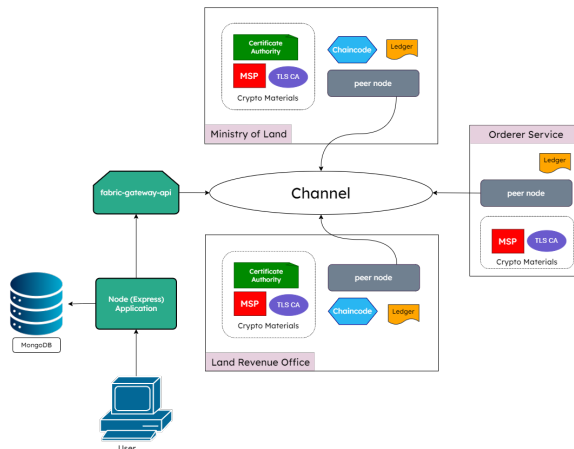 Certificate
Authority
Chaincode
Ledger
MSP
TLS CA
peer node
Crypto Materials
Ministry of Land
Orderer Service
Ledger
peer node
MSP
TLS CA
Crypto Materials
fabric-gateway-api
Channel
Certificate
Authority
peer node
MSP
TLS CA
Chaincode
Ledger
Crypto Materials
Land Revenue Office
Node (Express)
Application
MongoDB
User